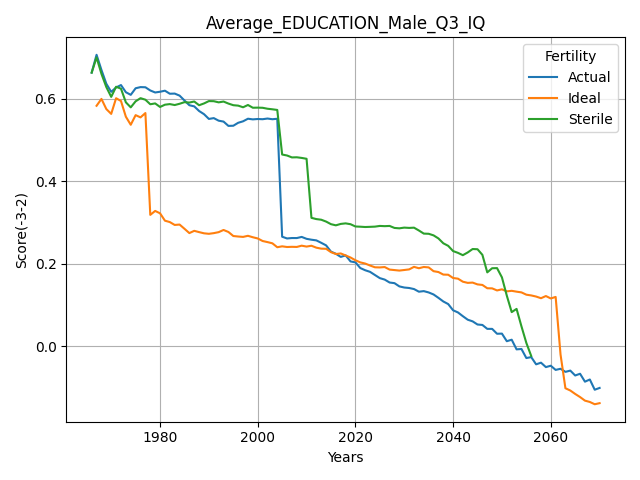 Average_EDUCATION_Male_Q3_IQ
Fertility
Actual
Ideal
Sterile
Score(-3-2)
0.6
0.4
0.2
0.0
1980
2000
2020
2040
2060
Years